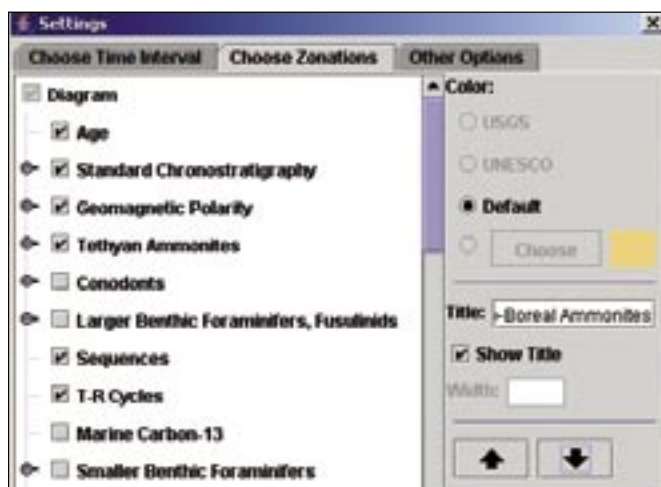 Settings
Choose Time Interval
Choose Zonations
Other Options
Diagram
Age
Standard Chronostratigraphy
Geomagnetic Polarity
Tethyan Ammonites
Conodonts
Larger Benthic Foraminifers, Fusulinids
Sequences
T-R Cycles
Marine Carbon-13
Smaller Benthic Foraminifers
Color:
USGS
UNESCO
Default
Choose
Title: -Boreal Ammonites
Show Title
Width: